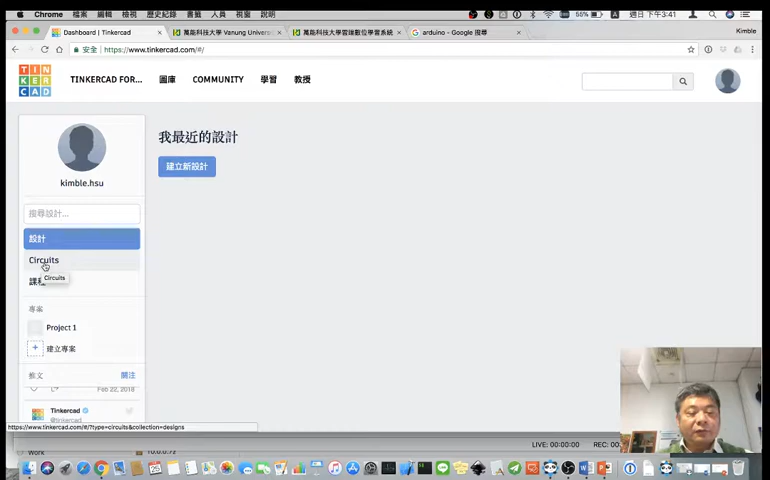 Chrome 檔案 編輯 檢視 歷史記錄 書籤 人員 視窗 說明 55% 週日下午3:41
Dashboard | Tinkercad
萬能科技大學 Vanung Univers
萬能科技大學雲端數位學習系統
arduino - Google 搜尋
Kimble
安全 https://www.tinkercad.com/#/
TIN
KER
CAD
TINKERCAD FOR... 圖庫 COMMUNITY 學習 教授
我最近的設計
建立新設計
kimble.hsu
搜尋設計...
設計
Circuits
Circuits
課程
專案
Project 1
+ 建立專案
推文 關注
Feb 22, 2018
Tinkercad
@tinkercad
https://www.tinkercad.com/#/?type=circuits&collection=designs
Work
10.0.0.72
LIVE: 00:00:00 REC: 00: